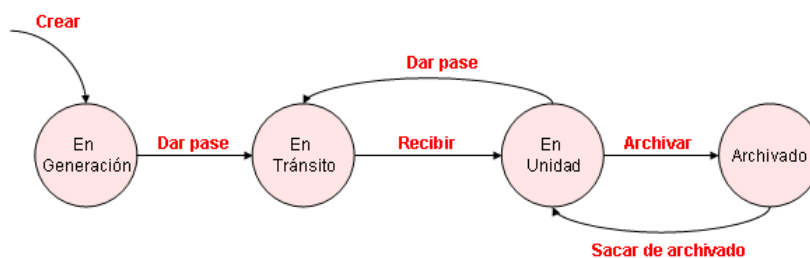 Crear
Dar pase
En
Generación
Dar pase
En
Tránsito
Recibir
En
Unidad
Archivar
Archivado
Sacar de archivado